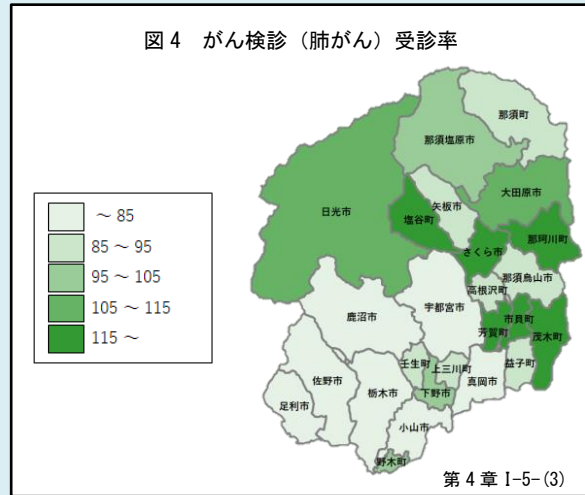 図4 がん検診（肺がん）受診率
那須町
那須塩原市
大田原市
日光市
矢板市
塩谷町
那珂川町
さくら市
那須烏山市
高根沢町
宇都宮市
鹿沼市
市貝町
茂木町
芳賀町
壬生町
上三川町
益子町
真岡市
佐野市
栃木市
下野市
足利市
小山市
野木町
～85
85～95
95～105
105～115
115～
第4章Ⅰ-5-(3)